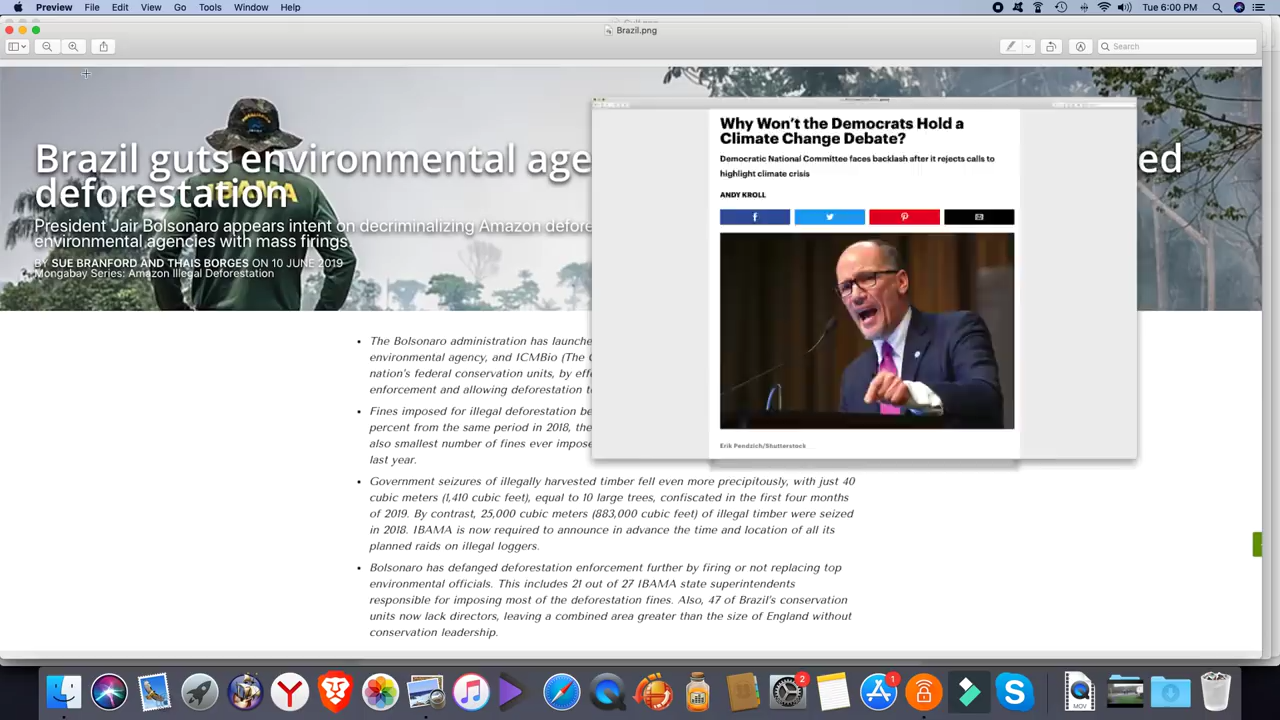 Preview File Edit View Go Tools Window Help
Tue 6:00 PM
Brazil.png
Search
Brazil guts environmental age
ed
deforestation
President Jair Bolsonaro appears intent on decriminalizing Amazon defore
environmental agencies with mass firings.
BY SUE BRANFORD AND THAIS BORGES ON 10 JUNE 2019
Mongabay Series: Amazon Illegal Deforestation
IBAMA
• The Bolsonaro administration has launche
environmental agency, and ICMBio (The C
nation's federal conservation units, by effe
enforcement and allowing deforestation t
• Fines imposed for illegal deforestation be
percent from the same period in 2018, the
also smallest number of fines ever impose
last year.
• Government seizures of illegally harvested timber fell even more precipitously, with just 40
cubic meters (1,410 cubic feet), equal to 10 large trees, confiscated in the first four months
of 2019. By contrast, 25,000 cubic meters (883,000 cubic feet) of illegal timber were seized
in 2018. IBAMA is now required to announce in advance the time and location of all its
planned raids on illegal loggers.
• Bolsonaro has defanged deforestation enforcement further by firing or not replacing top
environmental officials. This includes 21 out of 27 IBAMA state superintendents
responsible for imposing most of the deforestation fines. Also, 47 of Brazil's conservation
units now lack directors, leaving a combined area greater than the size of England without
conservation leadership.
Why Won't the Democrats Hold a
Climate Change Debate?
Democratic National Committee faces backlash after it rejects calls to
highlight climate crisis
ANDY KROLL
Erik Pendzich/Shutterstock
2
1
MOV